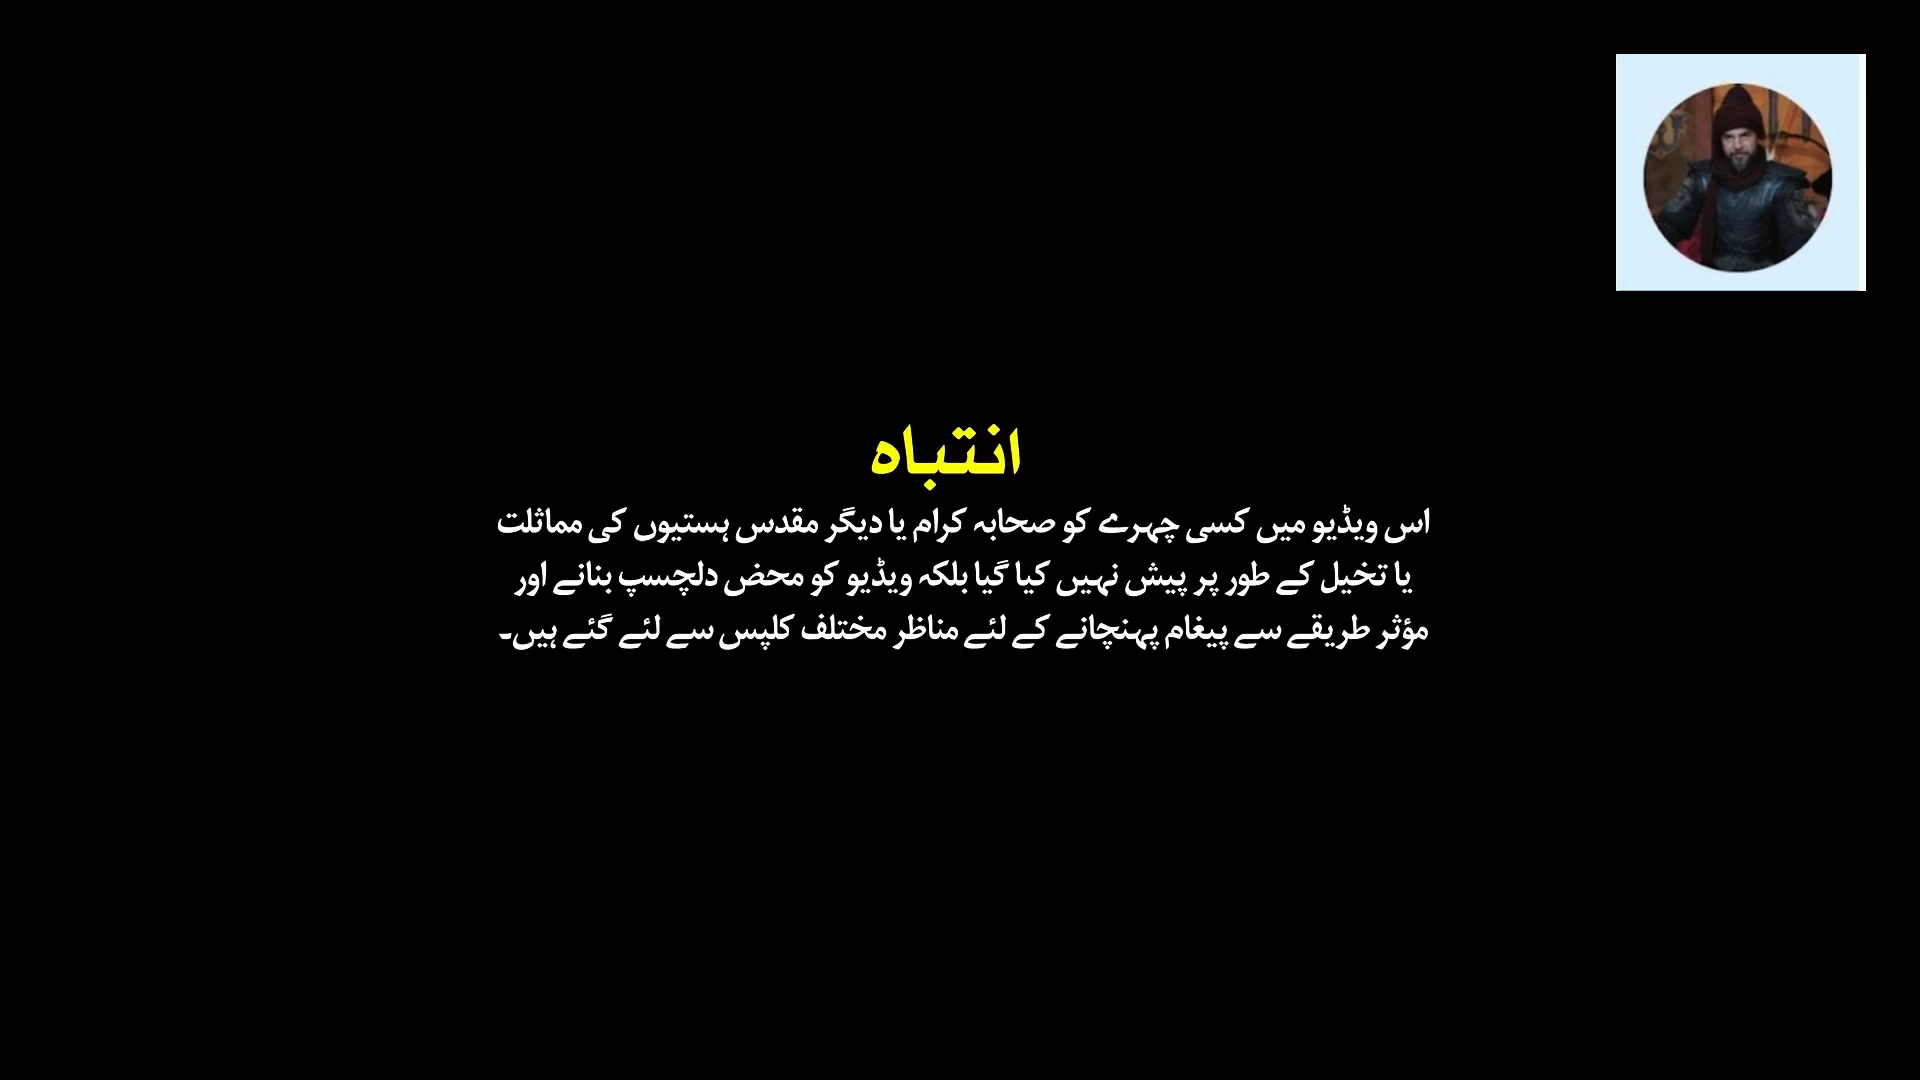 انتباہ
اس ویڈیو میں کسی چہرے کو صحابہ کرام یا دیگر مقدس ہستیوں کی مماثلت
یا تخیل کے طور پر پیش نہیں کیا گیا بلکہ ویڈیو کو محض دلچسپ بنانے اور
مؤثر طریقے سے پیغام پہنچانے کے لئے مناظر مختلف کلپس سے لئے گئے ہیں۔